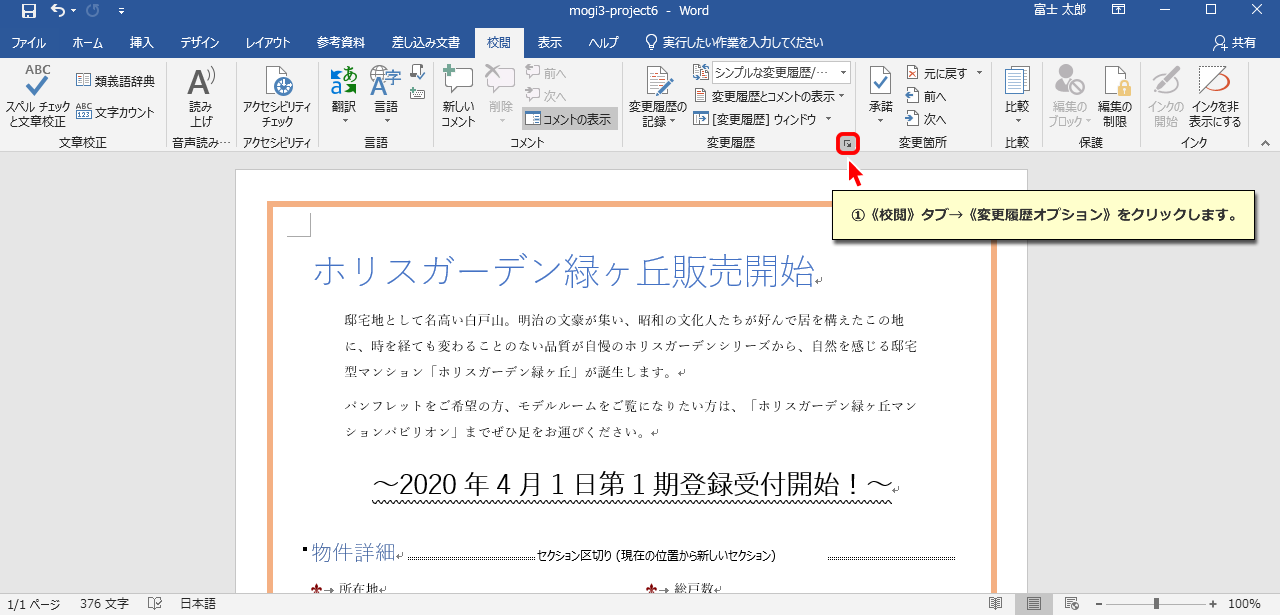 mogi3-project6 - Word
富士 太郎
ファイル ホーム 挿入 デザイン レイアウト 参考資料 差し込み文書 校閲 表示 ヘルプ 実行したい作業を入力してください 共有
ABC
スペル チェック
と文章校正
類義語辞典
ABC
123
文字カウント
文章校正
A
読み
上げ
音声読み…
アクセシビリティ
チェック
アクセシビリティ
あ
a
翻訳
字
A
言語
言語
新しい
コメント
削除
前へ
次へ
コメントの表示
コメント
変更履歴の
記録
シンプルな変更履歴/…
変更履歴とコメントの表示
[変更履歴] ウィンドウ
変更履歴
承諾
元に戻す
前へ
次へ
変更箇所
比較
比較
編集の
ブロック
編集の
制限
保護
インクの
開始
インクを非
表示にする
インク
①《校閲》タブ→《変更履歴オプション》をクリックします。
ホリスガーデン緑ヶ丘販売開始
邸宅地として名高い白戸山。明治の文豪が集い、昭和の文化人たちが好んで居を構えたこの地
に、時を経ても変わることのない品質が自慢のホリスガーデンシリーズから、自然を感じる邸宅
型マンション「ホリスガーデン緑ヶ丘」が誕生します。
パンフレットをご希望の方、モデルルームをご覧になりたい方は、「ホリスガーデン緑ヶ丘マン
ションパビリオン」までぜひ足をお運びください。
～2020 年 4 月 1 日第 1 期登録受付開始！～
物件詳細
セクション区切り (現在の位置から新しいセクション)
所在地 総戸数
1/1 ページ 376 文字 日本語 100%